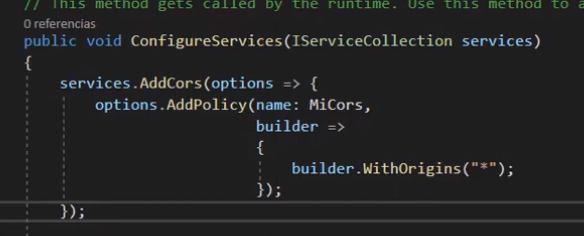 // This method gets called by the runtime. Use this method to a
0 referencias
public void ConfigureServices(IServiceCollection services)
{
services.AddCors(options => {
options.AddPolicy(name: MiCors,
builder =>
{
builder.WithOrigins("*");
});
});